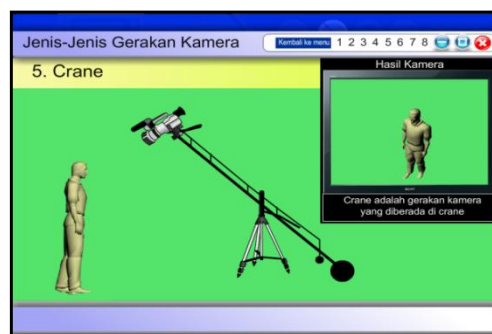 Jenis-Jenis Gerakan Kamera
Kembali ke menu 1 2 3 4 5 6 7 8
5. Crane
Hasil Kamera
Crane adalah gerakan kamera
yang diberada di crane